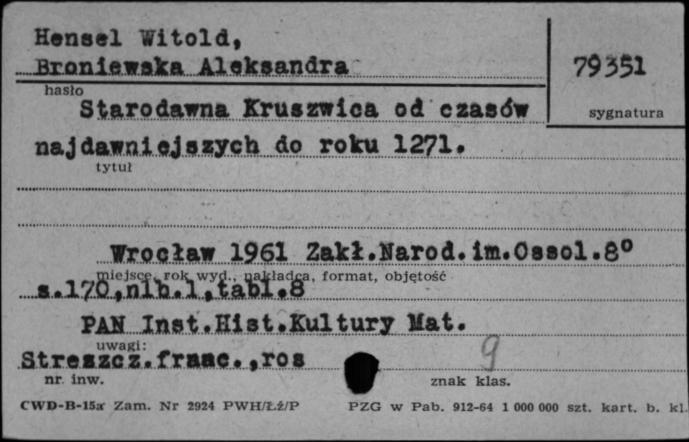 Hensel Witold,
Broniewska Aleksandra
79351
hasło
sygnatura
Starodawna Kruszwica od czasów
najdawniejszych do roku 1271.
tytuł
Wrocław 1961 Zakł.Narod.im.Ossol.8°
miejsce, rok wyd., nakładca, format, objętość
s.170,nlb.1,tabl.8
PAN Inst.Hist.Kultury Mat.
uwagi:
Streszcz.franc.,ros
9
nr. inw.
znak klas.
CWD-B-15a Zam. Nr 2924 PWH/Łź/P PZG w Pab. 912-64 1 000 000 szt. kart. b. kl.